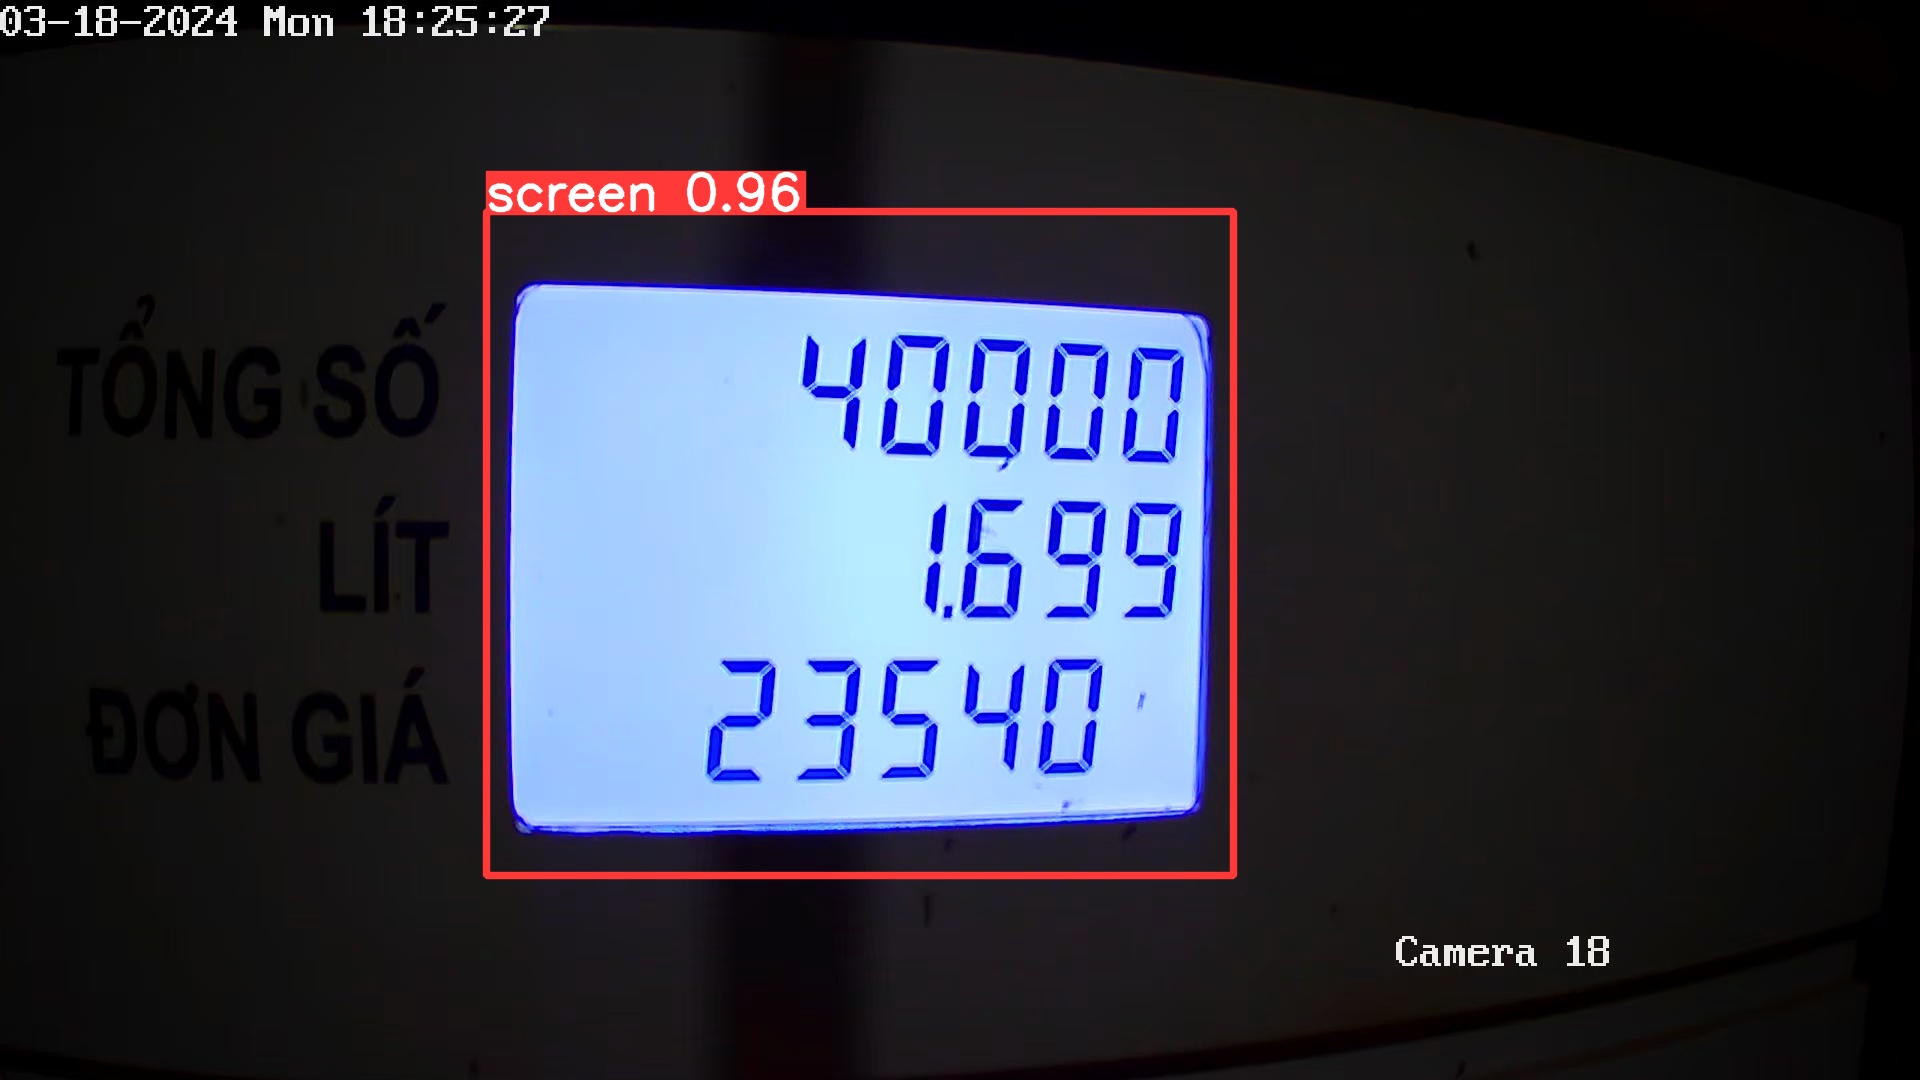 03-18-2024 Mon 18:25:27
screen 0.96
TỔNG SỐ 40000
LÍT 1.699
ĐƠN GIÁ 23540
Camera 18